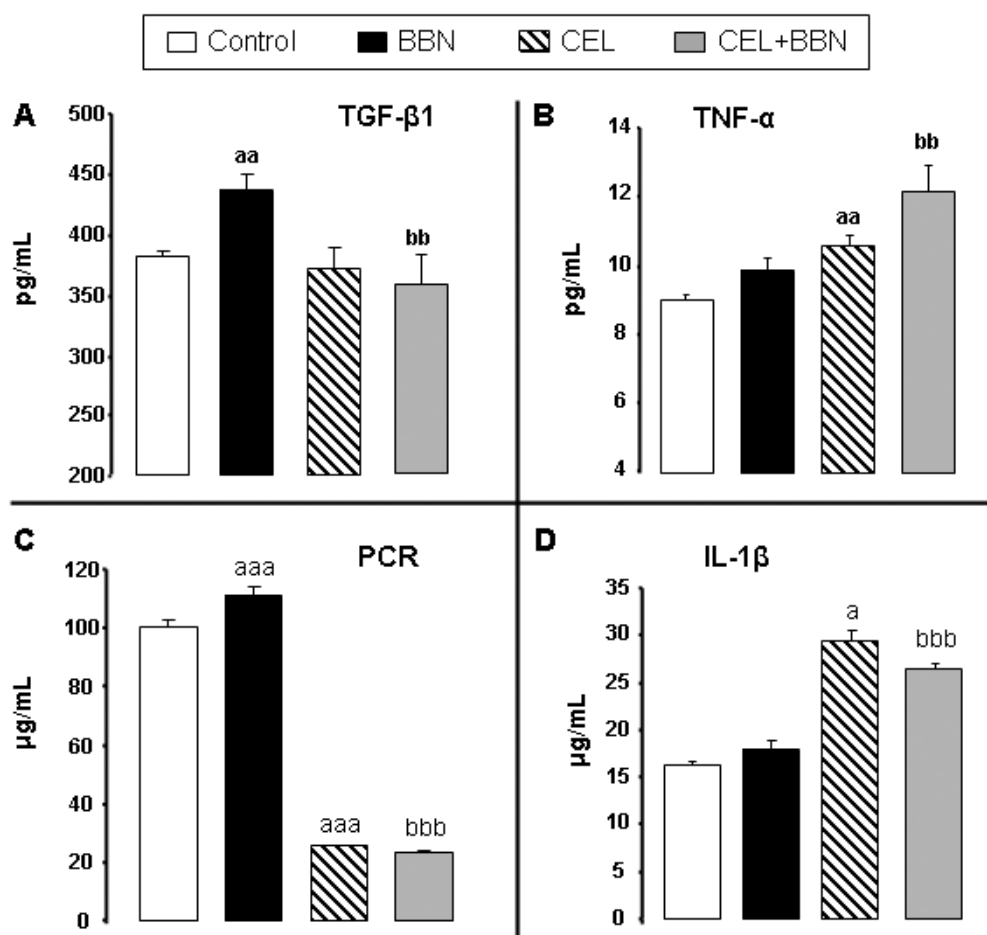 Control BBN CEL CEL+BBN
A TGF-β1
500
450
400
350
300
250
200
pg/mL
aa
bb
B TNF-α
14
12
10
8
6
4
pg/mL
aa
bb
C PCR
120
100
80
60
40
20
0
µg/mL
aaa
aaa
bbb
D IL-1β
35
30
25
20
15
10
5
0
µg/mL
a
bbb